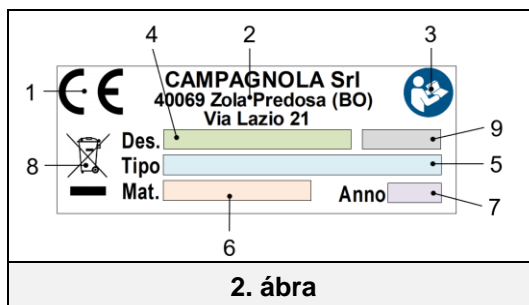 4 2 3
1 CE CAMPAGNOLA Srl
40069 Zola Predosa (BO)
Via Lazio 21
9
Des.
8 Tipo 5
Mat. Anno
6 7
2. ábra